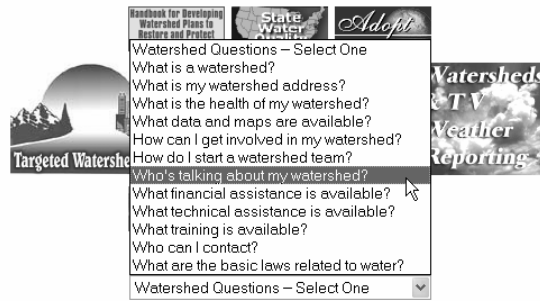 Handbook for Developing
Watershed Plans to
Restore and Protect
State
Water
Quality
Adopt
Watershed Questions – Select One
What is a watershed?
What is my watershed address?
What is the health of my watershed?
What data and maps are available?
How can I get involved in my watershed?
How do I start a watershed team?
Who's talking about my watershed?
What financial assistance is available?
What technical assistance is available?
What training is available?
Who can I contact?
What are the basic laws related to water?
Targeted Watershe
Watersheds
& TV
Weather
Reporting
Watershed Questions – Select One